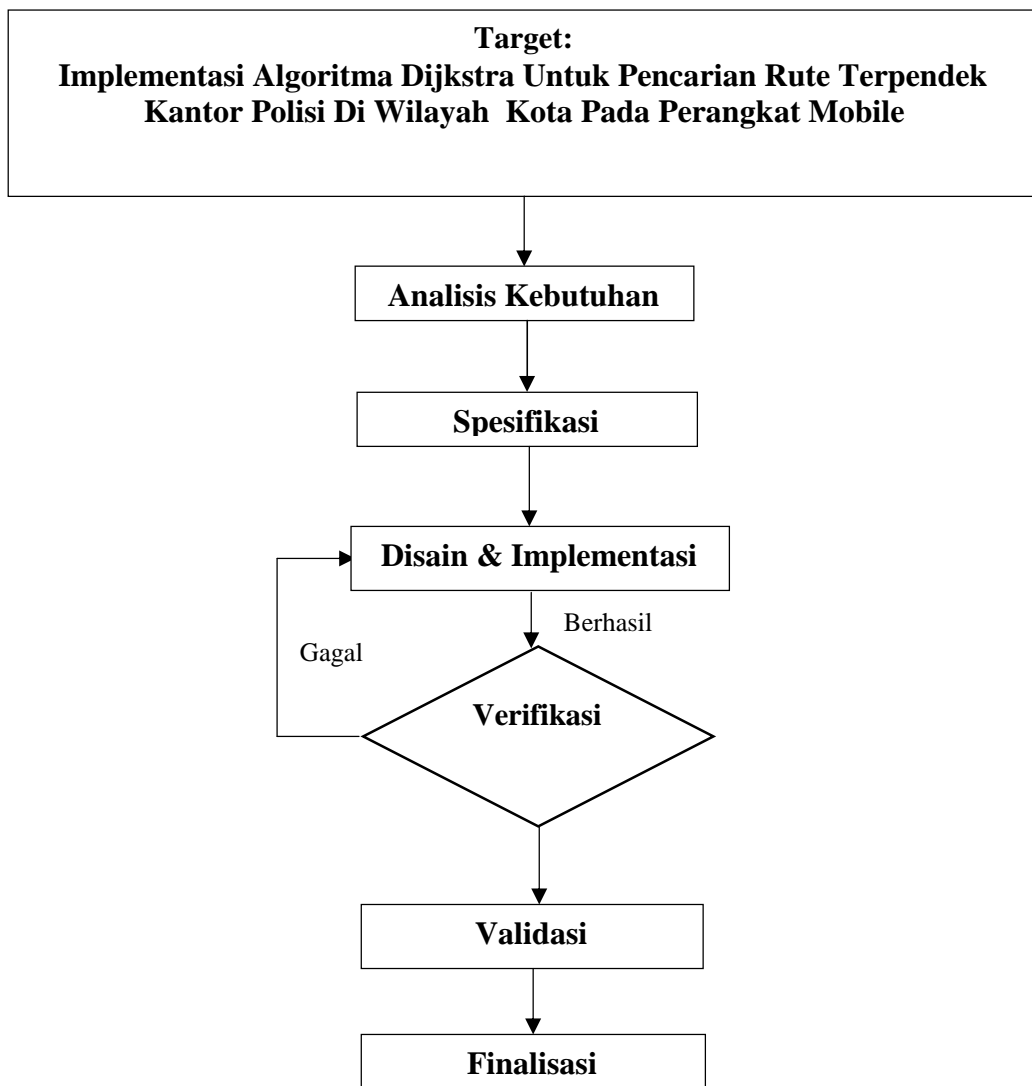 Target:
Implementasi Algoritma Dijkstra Untuk Pencarian Rute Terpendek
Kantor Polisi Di Wilayah Kota Pada Perangkat Mobile
Analisis Kebutuhan
Spesifikasi
Disain & Implementasi
Berhasil
Gagal
Verifikasi
Validasi
Finalisasi